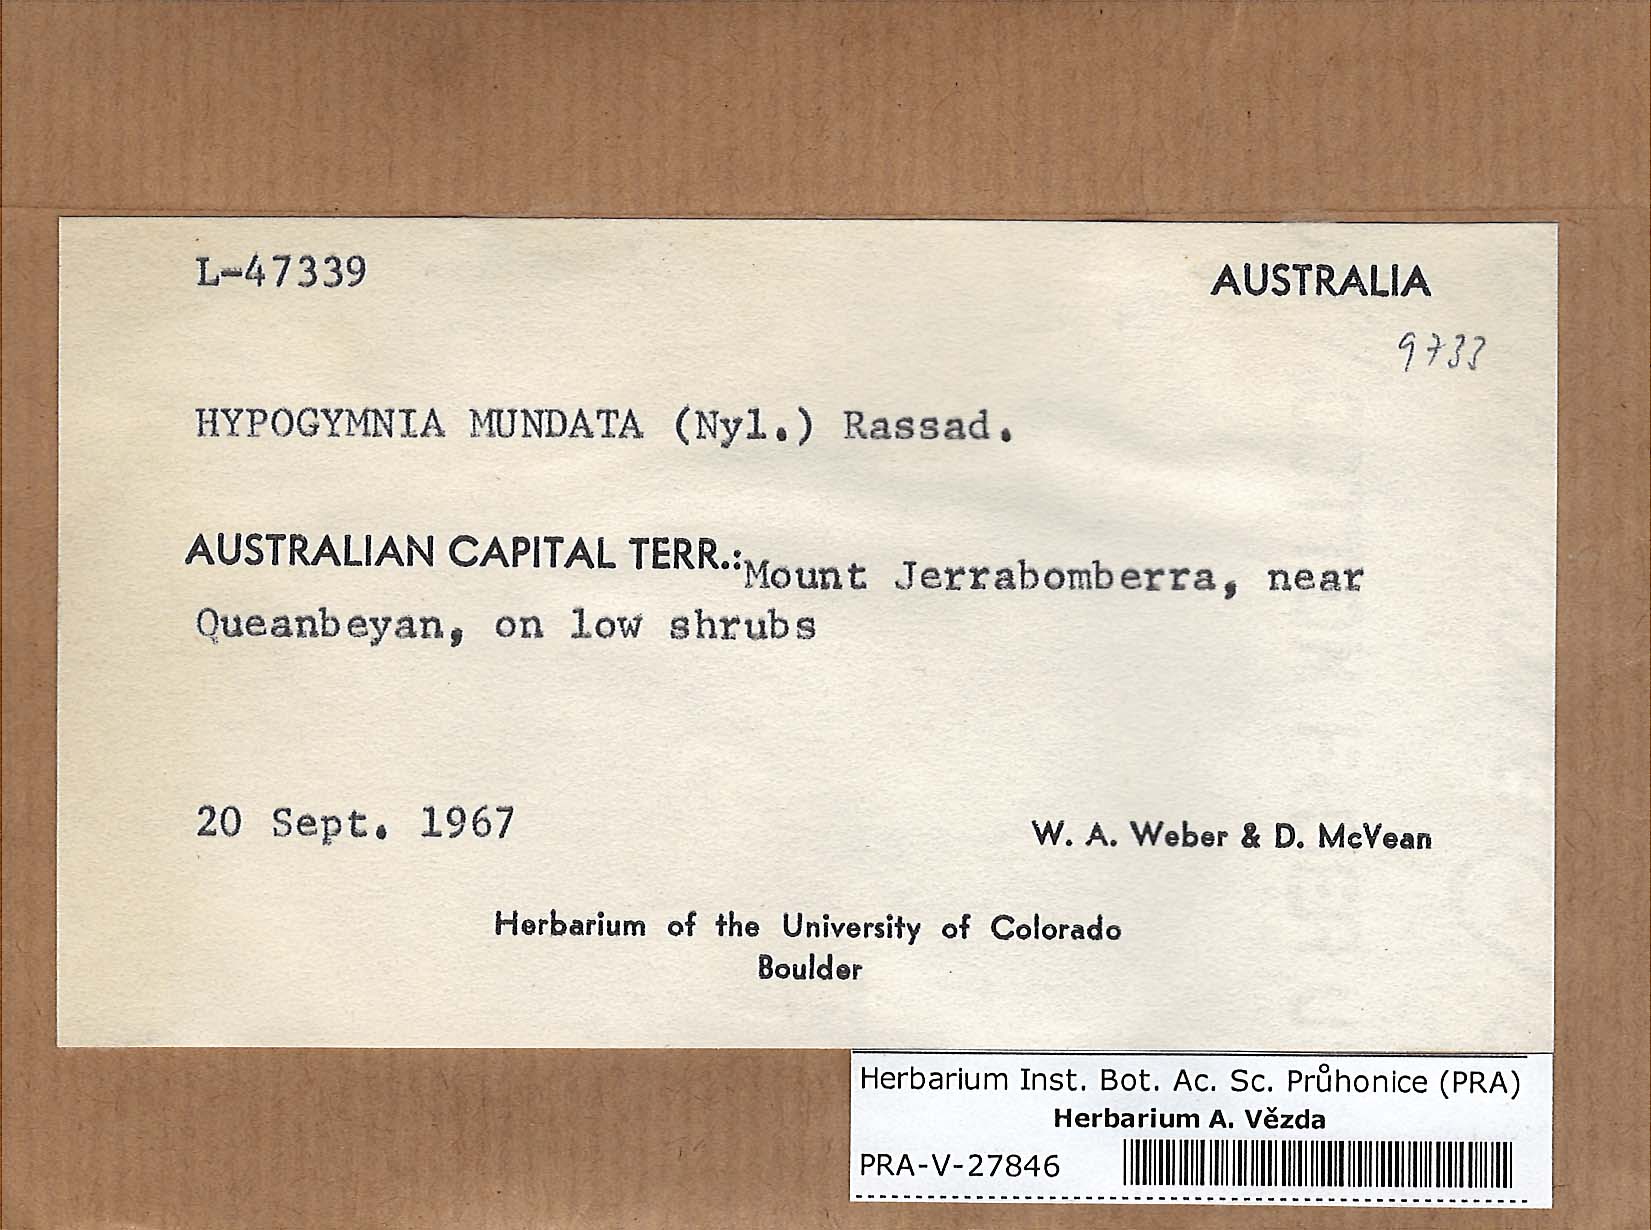 L-47339
AUSTRALIA
9733
HYPOGYMNIA MUNDATA (Nyl.) Rassad.
AUSTRALIAN CAPITAL TERR.: Mount Jerrabomberra, near
Queanbeyan, on low shrubs
20 Sept. 1967
W. A. Weber & D. McVean
Herbarium of the University of Colorado
Boulder
Herbarium Inst. Bot. Ac. Sc. Průhonice (PRA)
Herbarium A. Vězda
PRA-V-27846